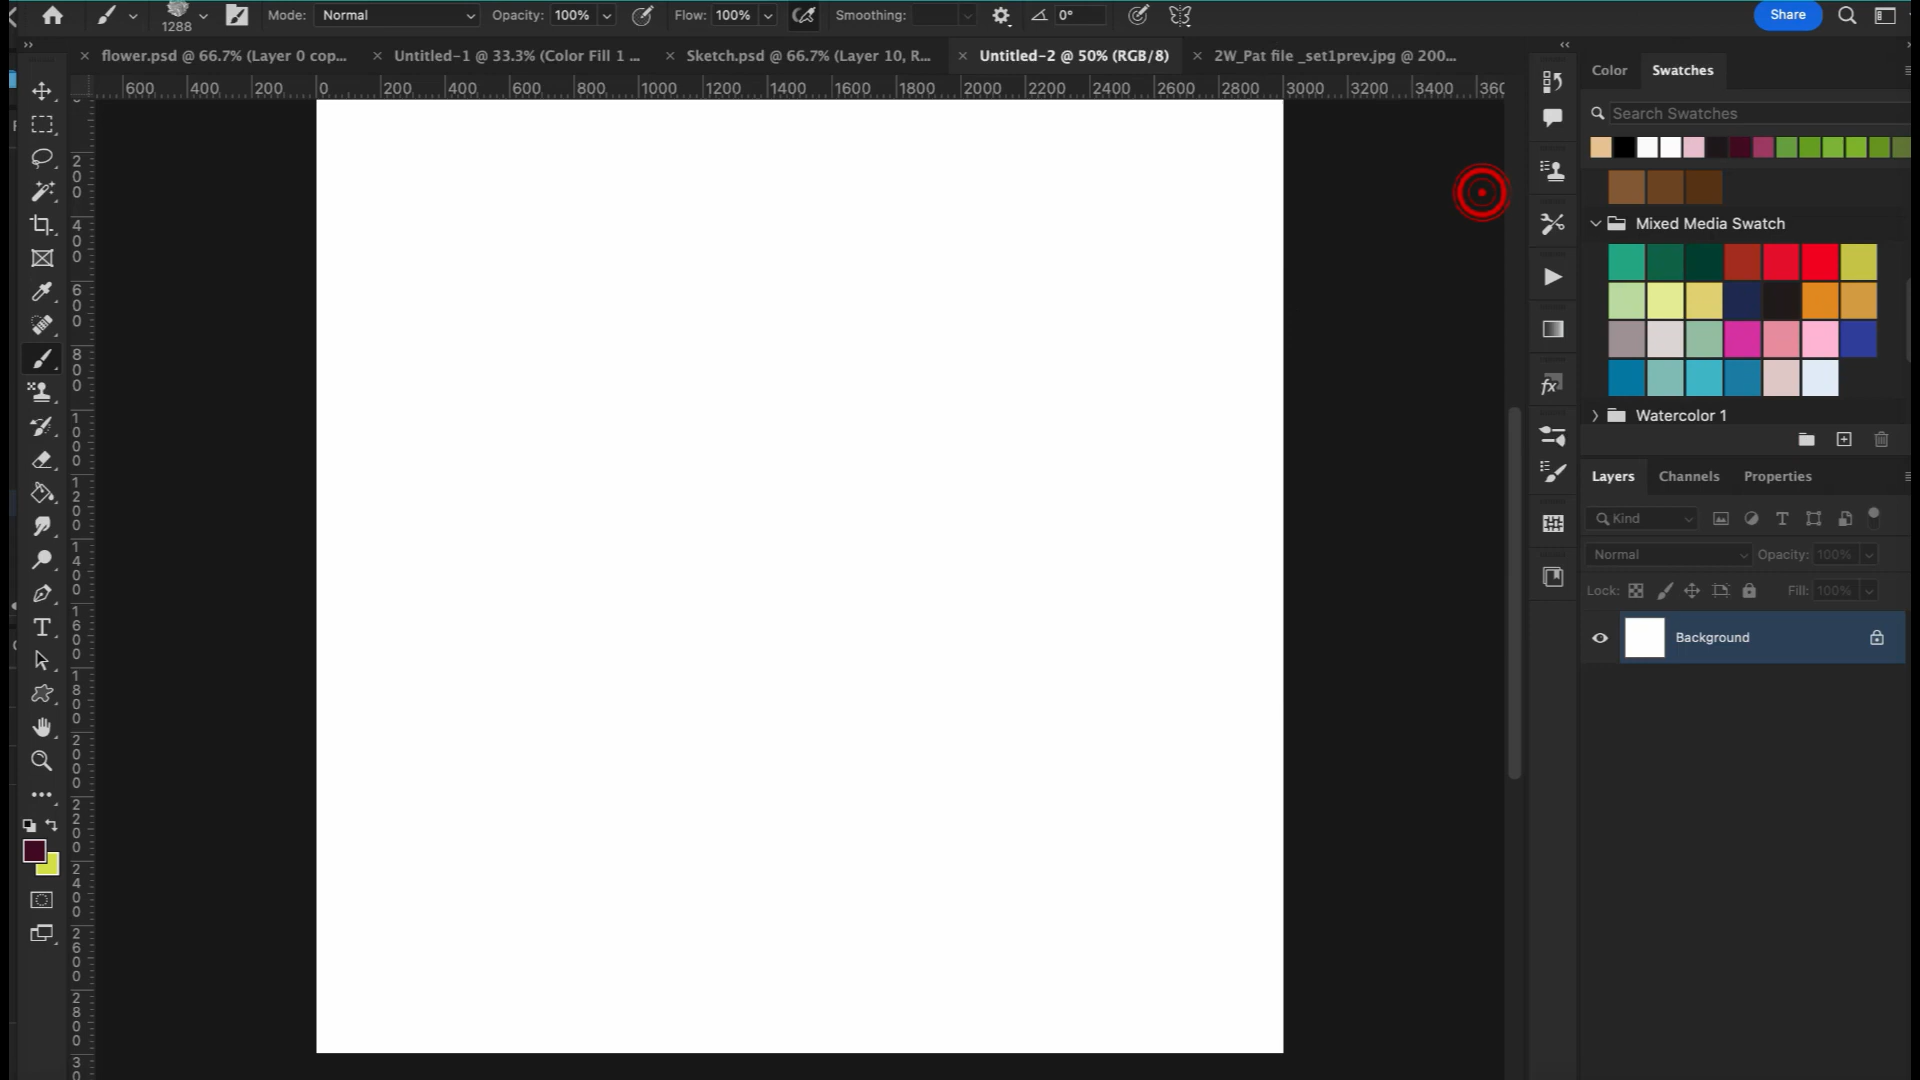 1288
Mode: Normal Opacity: 100% Flow: 100% Smoothing: 0° Share
flower.psd @ 66.7% (Layer 0 cop... Untitled-1 @ 33.3% (Color Fill 1 ... Sketch.psd @ 66.7% (Layer 10, R... Untitled-2 @ 50% (RGB/8) 2W_Pat file _set1prev.jpg @ 200...
600 400 200 0 200 400 600 800 1000 1200 1400 1600 1800 2000 2200 2400 2600 2800 3000 3200 3400 360
200
400
600
800
1000
1200
1400
1600
1800
2000
2200
2400
2600
2800
30
Color Swatches
Search Swatches
Mixed Media Swatch
Watercolor 1
Layers Channels Properties
Kind
Normal Opacity: 100%
Lock: Fill: 100%
Background